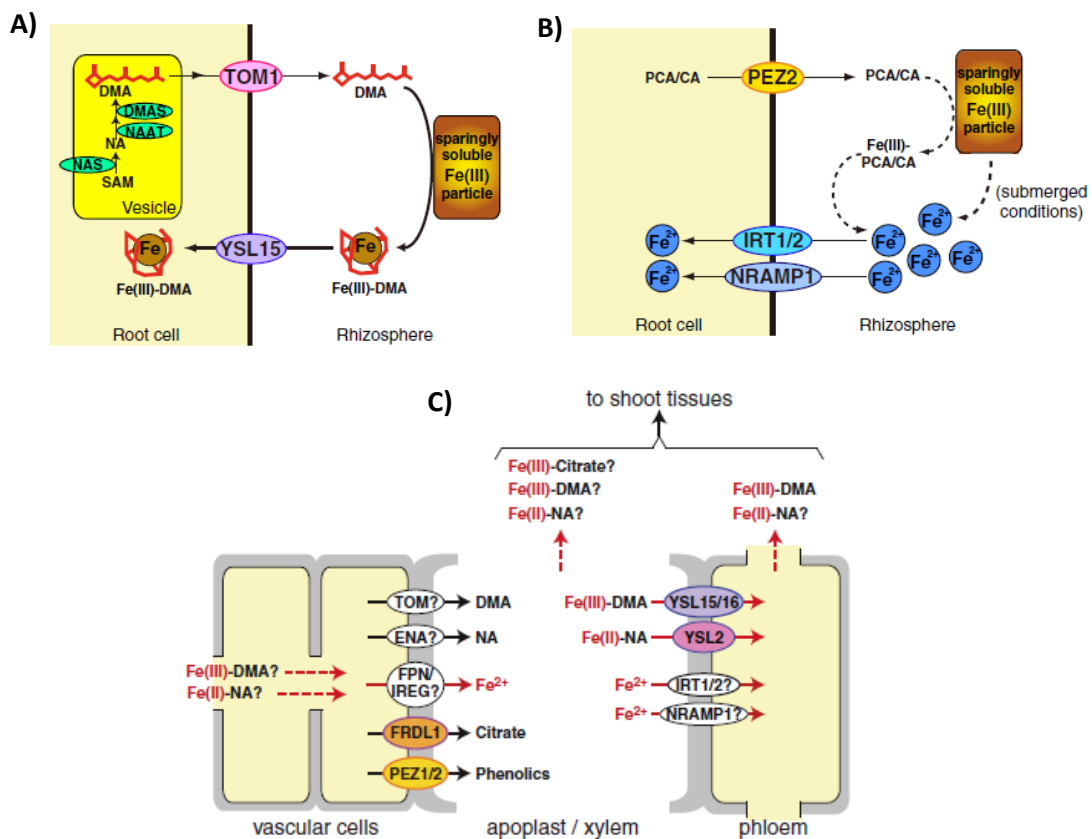 A)
TOM1
DMA
DMA
DMAS
NAAT
NA
NAS
SAM
Vesicle
sparingly
soluble
Fe(III)
particle
YSL15
Fe
Fe
Fe(III)-DMA
Fe(III)-DMA
Root cell
Rhizosphere
B)
PCA/CA
PEZ2
PCA/CA
sparingly
soluble
Fe(III)
particle
Fe(III)-
PCA/CA
(submerged
conditions)
Fe2+
IRT1/2
Fe2+
Fe2+
Fe2+
Fe2+
NRAMP1
Fe2+
Fe2+
Root cell
Rhizosphere
C)
to shoot tissues
Fe(III)-Citrate?
Fe(III)-DMA?
Fe(II)-NA?
Fe(III)-DMA
Fe(II)-NA?
TOM?
DMA
ENA?
NA
Fe(III)-DMA?
Fe(II)-NA?
FPN/
IREG?
Fe2+
FRDL1
Citrate
PEZ1/2
Phenolics
Fe(III)-DMA
YSL15/16
Fe(II)-NA
YSL2
Fe2+
IRT1/2?
Fe2+
NRAMP1?
vascular cells
apoplast / xylem
phloem